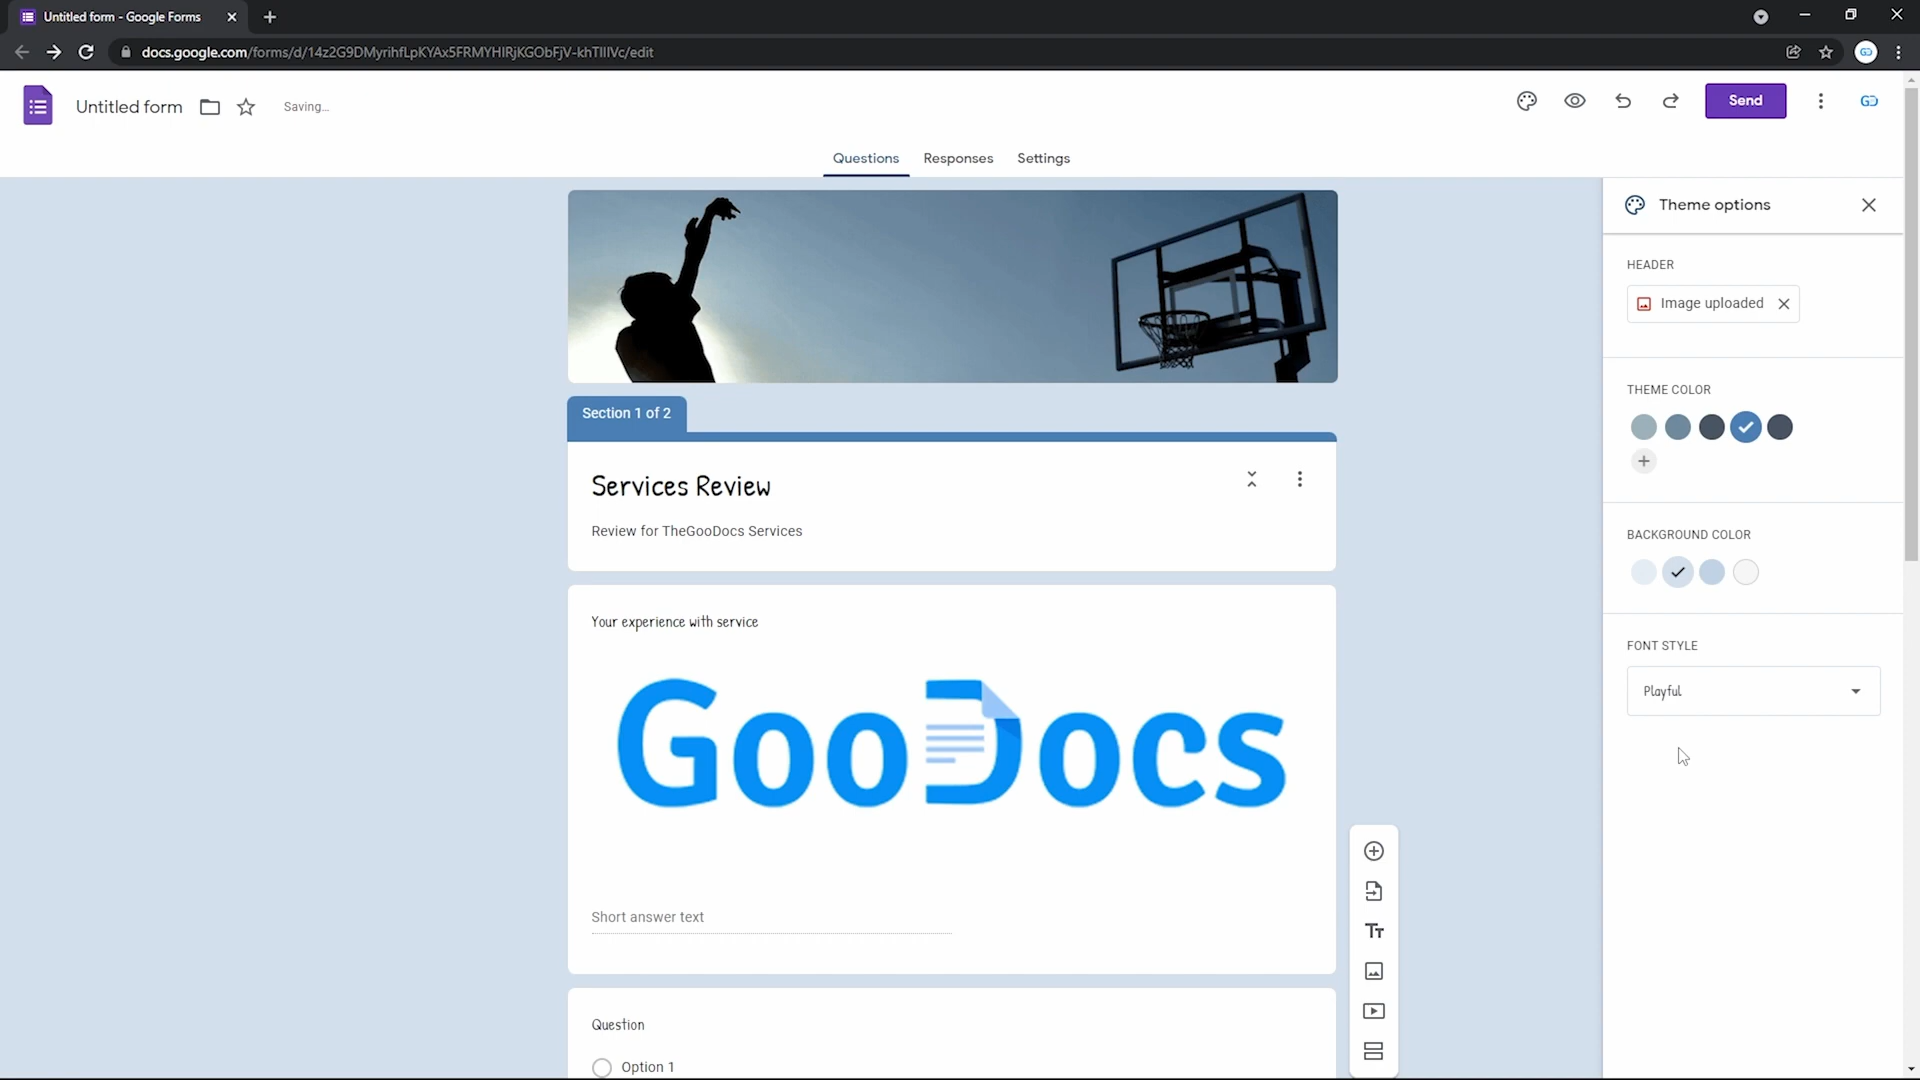 Untitled form - Google Forms
docs.google.com/forms/d/14z2G9DMyrihfLpKYAx5FRMYHIRjKGObFjV-khTIIIVc/edit
Untitled form
Saving...
Send
Questions
Responses
Settings
Section 1 of 2
Services Review
Review for TheGooDocs Services
Your experience with service
GooDocs
Short answer text
Question
Option 1
Theme options
HEADER
Image uploaded
THEME COLOR
BACKGROUND COLOR
FONT STYLE
Playful